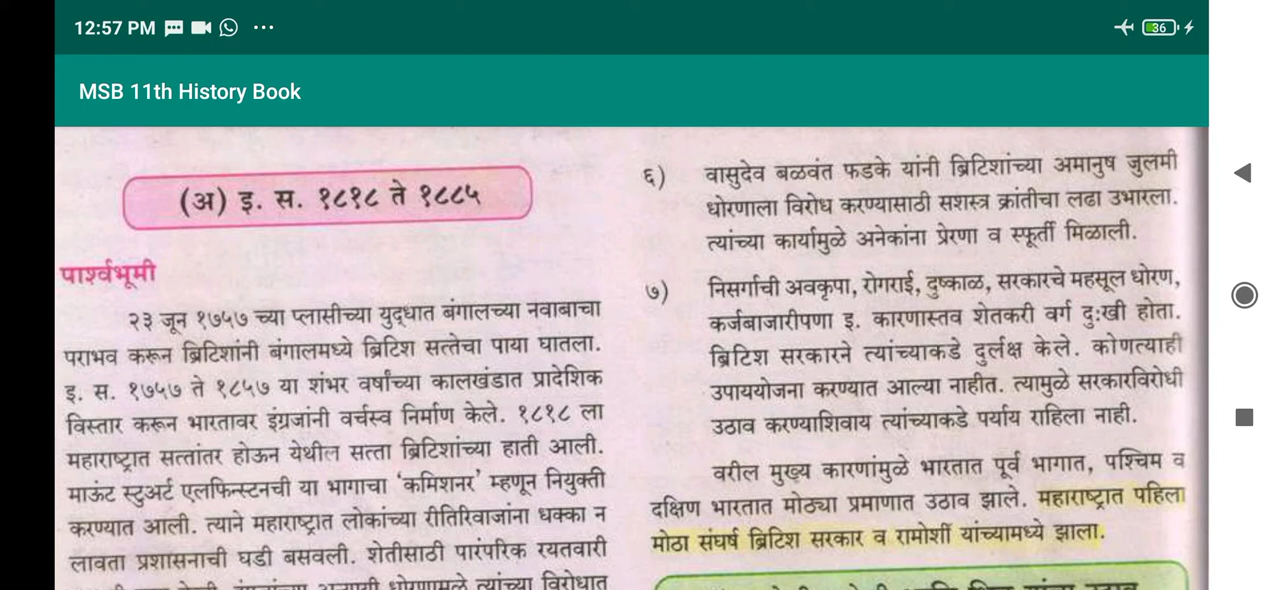 12:57 PM
36
MSB 11th History Book
(अ) इ. स. १८१८ ते १८८५
पार्श्वभूमी
२३ जून १७५७ च्या प्लासीच्या युद्धात बंगालच्या नवाबाचा
पराभव करून ब्रिटिशांनी बंगालमध्ये ब्रिटिश सत्तेचा पाया घातला.
इ. स. १७५७ ते १८५७ या शंभर वर्षांच्या कालखंडात प्रादेशिक
विस्तार करून भारतावर इंग्रजांनी वर्चस्व निर्माण केले. १८१८ ला
महाराष्ट्रात सत्तांतर होऊन येथील सत्ता ब्रिटिशांच्या हाती आली.
माऊंट स्टुअर्ट एलफिन्स्टनची या भागाचा ‘कमिशनर’ म्हणून नियुक्ती
करण्यात आली. त्याने महाराष्ट्रात लोकांच्या रीतिरिवाजांना धक्का न
लावता प्रशासनाची घडी बसवली. शेतीसाठी पारंपरिक रयतवारी
धोरणामुळे त्यांच्या विरोधात
६) वासुदेव बळवंत फडके यांनी ब्रिटिशांच्या अमानुष जुलमी
धोरणाला विरोध करण्यासाठी सशस्त्र क्रांतीचा लढा उभारला.
त्यांच्या कार्यामुळे अनेकांना प्रेरणा व स्फूर्ती मिळाली.
७) निसर्गाची अवकृपा, रोगराई, दुष्काळ, सरकारचे महसूल धोरण,
कर्जबाजारीपणा इ. कारणास्तव शेतकरी वर्ग दुःखी होता.
ब्रिटिश सरकारने त्यांच्याकडे दुर्लक्ष केले. कोणत्याही
उपाययोजना करण्यात आल्या नाहीत. त्यामुळे सरकारविरोधी
उठाव करण्याशिवाय त्यांच्याकडे पर्याय राहिला नाही.
वरील मुख्य कारणांमुळे भारतात पूर्व भागात, पश्चिम व
दक्षिण भारतात मोठ्या प्रमाणात उठाव झाले. महाराष्ट्रात पहिला
मोठा संघर्ष ब्रिटिश सरकार व रामोशीं यांच्यामध्ये झाला.